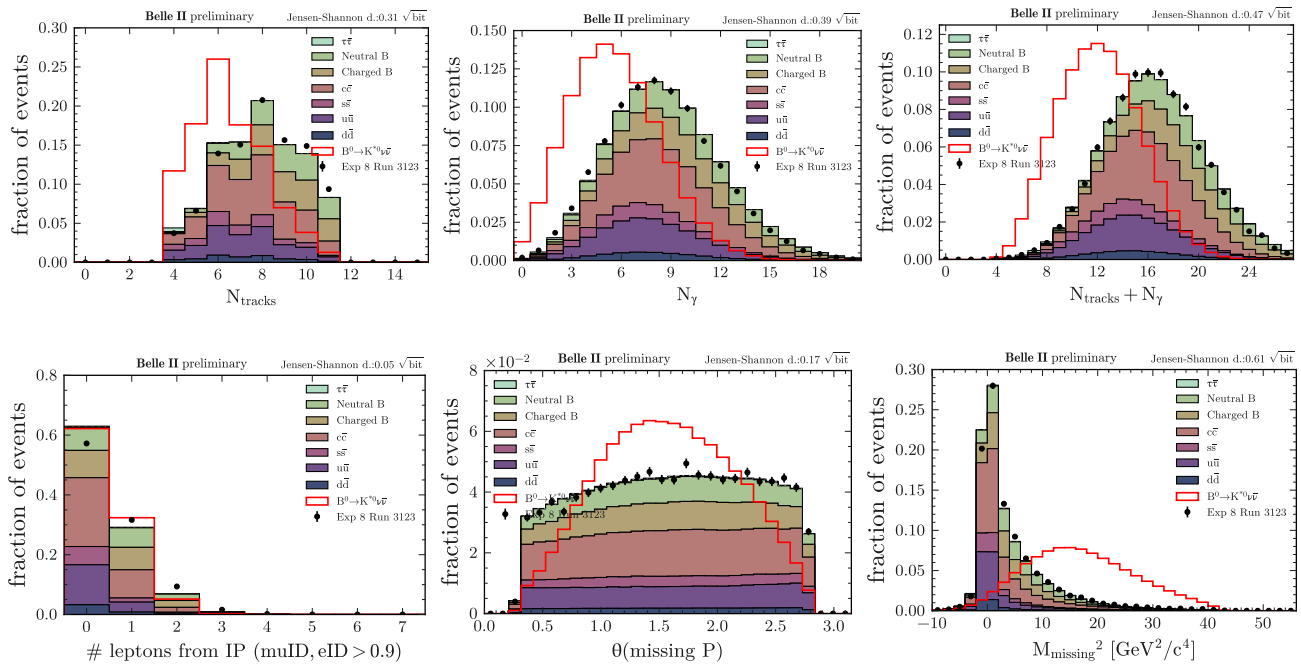 Belle II preliminary Jensen-Shannon d.:0.31 √bit
fraction of events
0.30
0.25
0.20
0.15
0.10
0.05
0.00
0 2 4 6 8 10 12 14
N_tracks
ττ̄
Neutral B
Charged B
cc̄
ss̄
uū
dd̄
B⁰→K*⁰νν̄
Exp 8 Run 3123
Belle II preliminary Jensen-Shannon d.:0.39 √bit
fraction of events
0.150
0.125
0.100
0.075
0.050
0.025
0.000
0 3 6 9 12 15 18
N_γ
ττ̄
Neutral B
Charged B
cc̄
ss̄
uū
dd̄
B⁰→K*⁰νν̄
Exp 8 Run 3123
Belle II preliminary Jensen-Shannon d.:0.47 √bit
fraction of events
0.12
0.10
0.08
0.06
0.04
0.02
0.00
0 4 8 12 16 20 24
N_tracks + N_γ
ττ̄
Neutral B
Charged B
cc̄
ss̄
uū
dd̄
B⁰→K*⁰νν̄
Exp 8 Run 3123
Belle II preliminary Jensen-Shannon d.:0.05 √bit
fraction of events
0.8
0.6
0.4
0.2
0.0
0 1 2 3 4 5 6 7
# leptons from IP (muID, eID > 0.9)
ττ̄
Neutral B
Charged B
cc̄
ss̄
uū
dd̄
B⁰→K*⁰νν̄
Exp 8 Run 3123
×10⁻² Belle II preliminary Jensen-Shannon d.:0.17 √bit
fraction of events
8
7
6
5
4
3
2
1
0
0.0 0.5 1.0 1.5 2.0 2.5 3.0
θ(missing P)
ττ̄
Neutral B
Charged B
cc̄
ss̄
uū
dd̄
B⁰→K*⁰νν̄
Exp 8 Run 3123
Belle II preliminary Jensen-Shannon d.:0.61 √bit
fraction of events
0.30
0.25
0.20
0.15
0.10
0.05
0.00
−10 0 10 20 30 40 50
M_missing² [GeV²/c⁴]
ττ̄
Neutral B
Charged B
cc̄
ss̄
uū
dd̄
B⁰→K*⁰νν̄
Exp 8 Run 3123